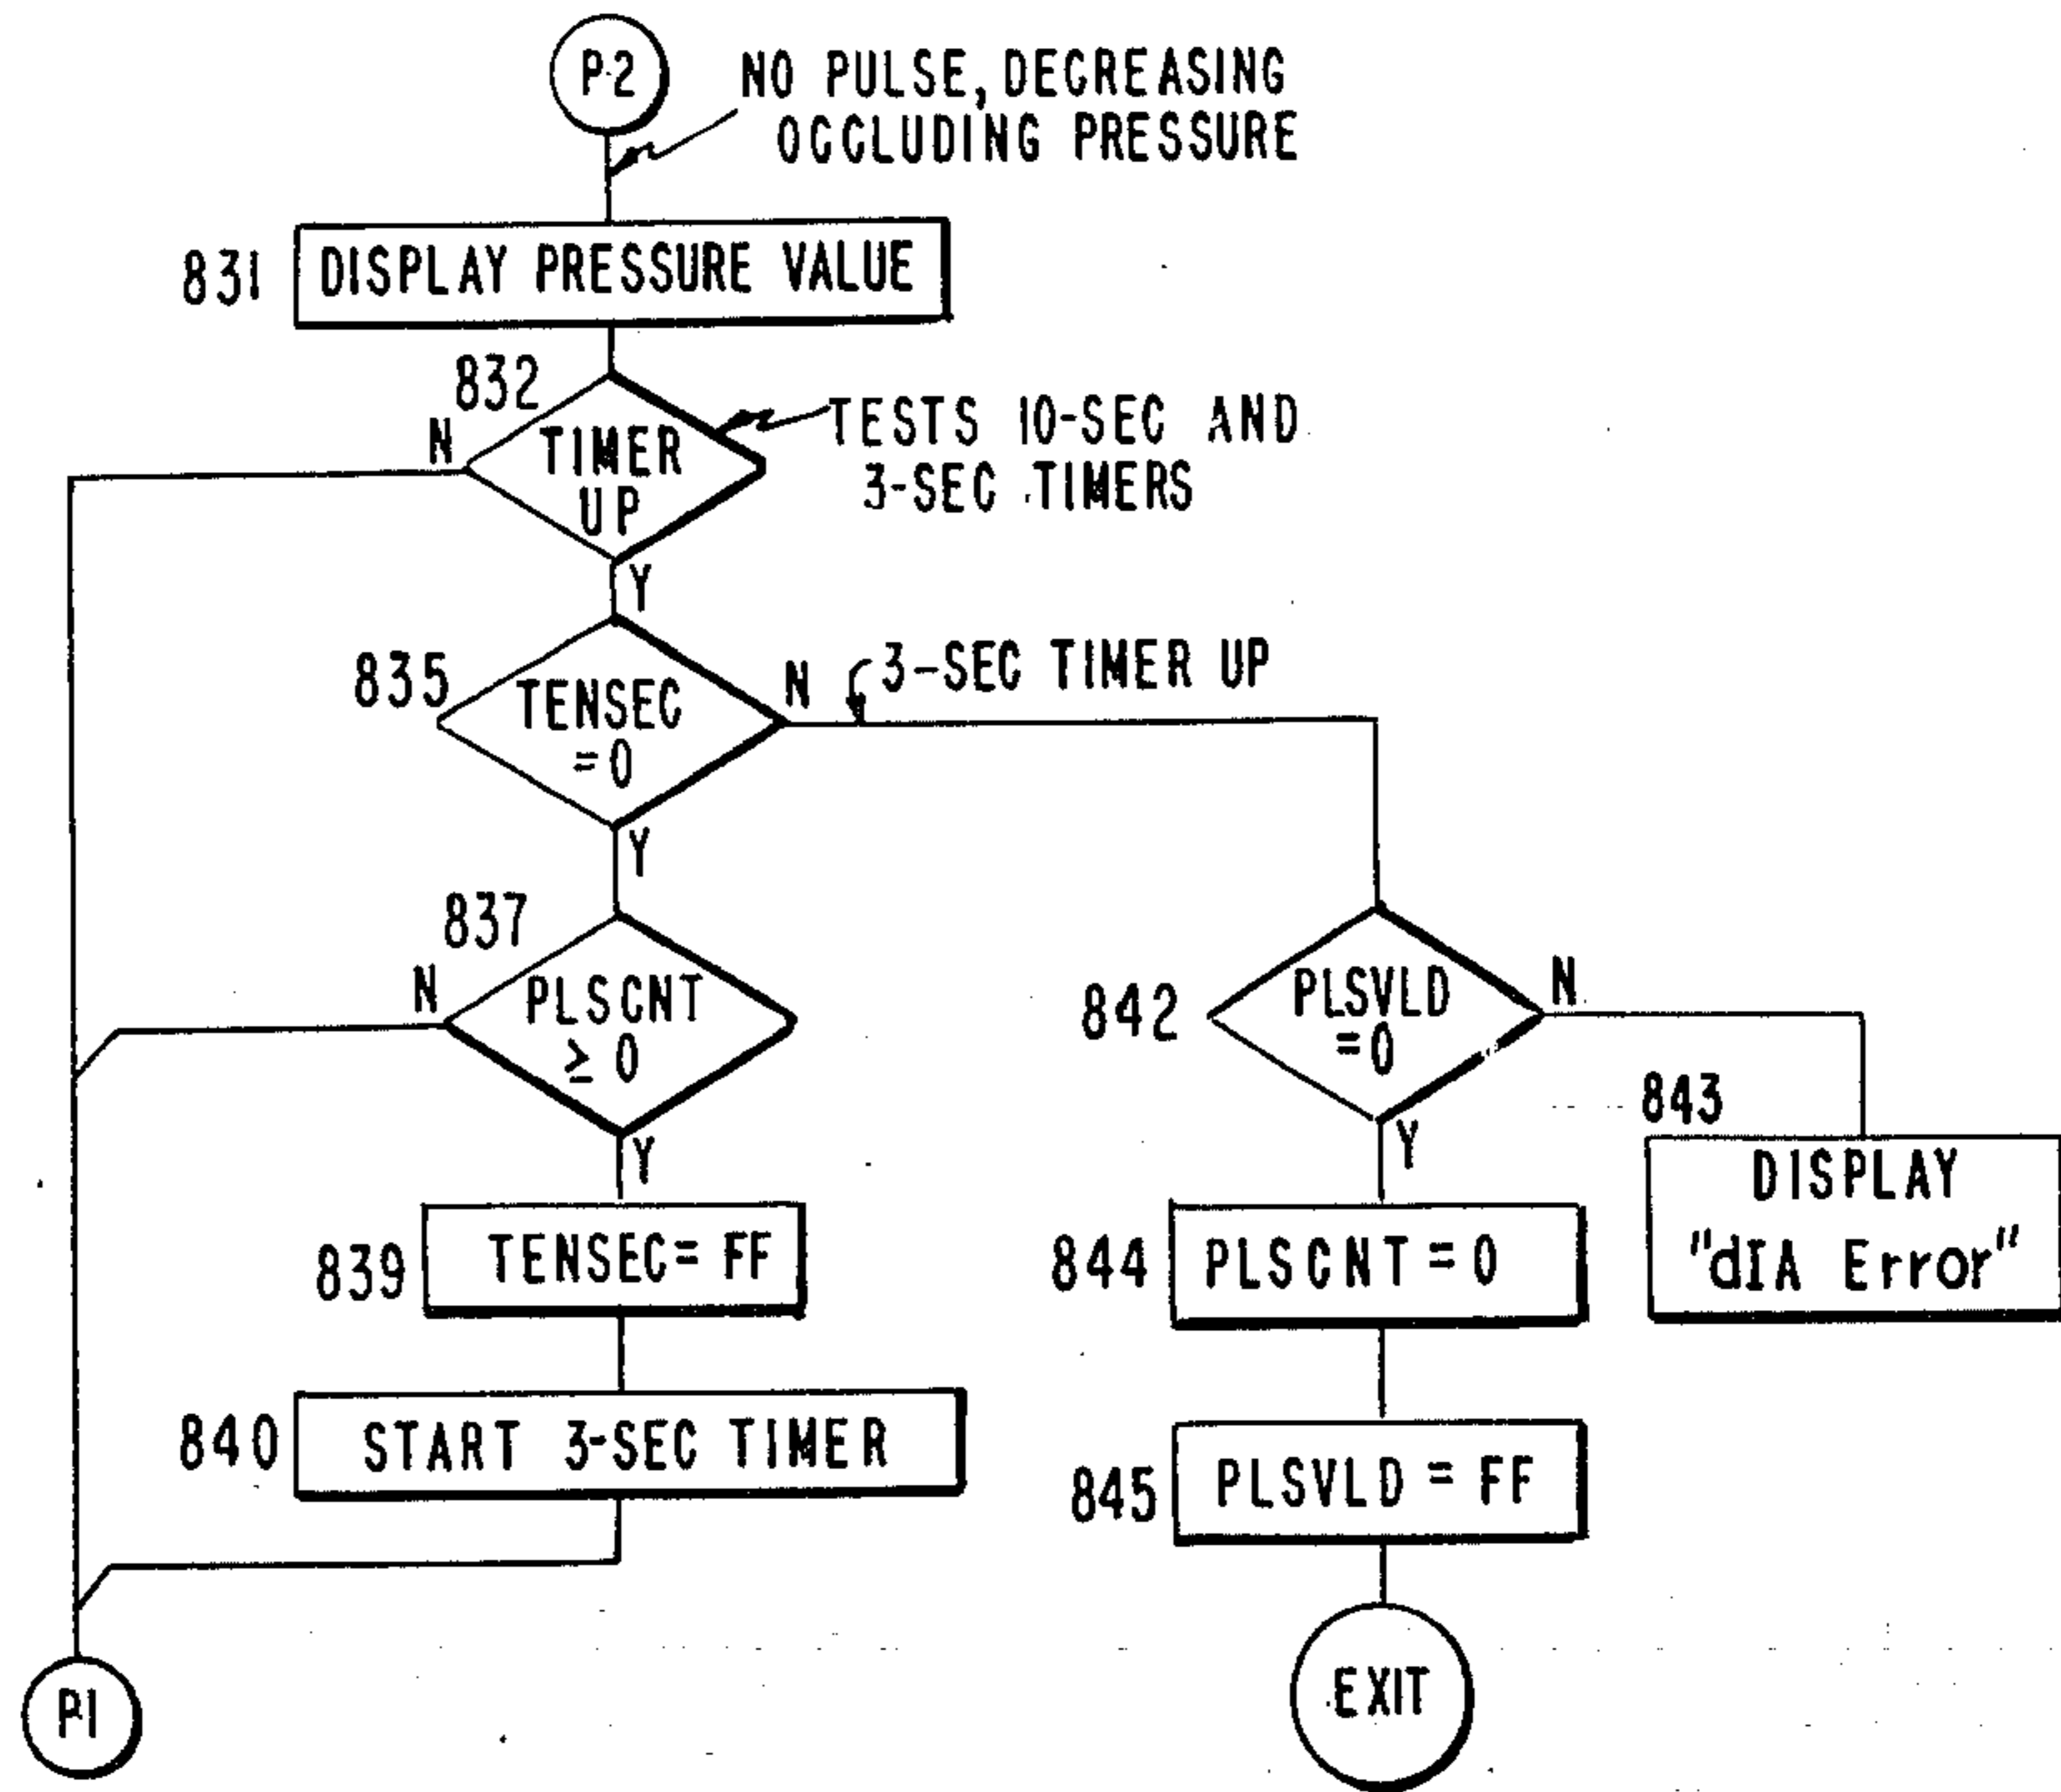 P2
NO PULSE, DECREASING
OCCLUDING PRESSURE
831
DISPLAY PRESSURE VALUE
832
N
TIMER
UP
TESTS 10-SEC AND
3-SEC TIMERS
Y
835
TENSEC
=0
N
3-SEC TIMER UP
Y
837
N
PLSCNT
≥ 0
Y
842
PLSVLD
=0
N
Y
843
DISPLAY
"dIA Error"
839
TENSEC= FF
844
PLSCNT = 0
840
START 3-SEC TIMER
845
PLSVLD = FF
P1
EXIT